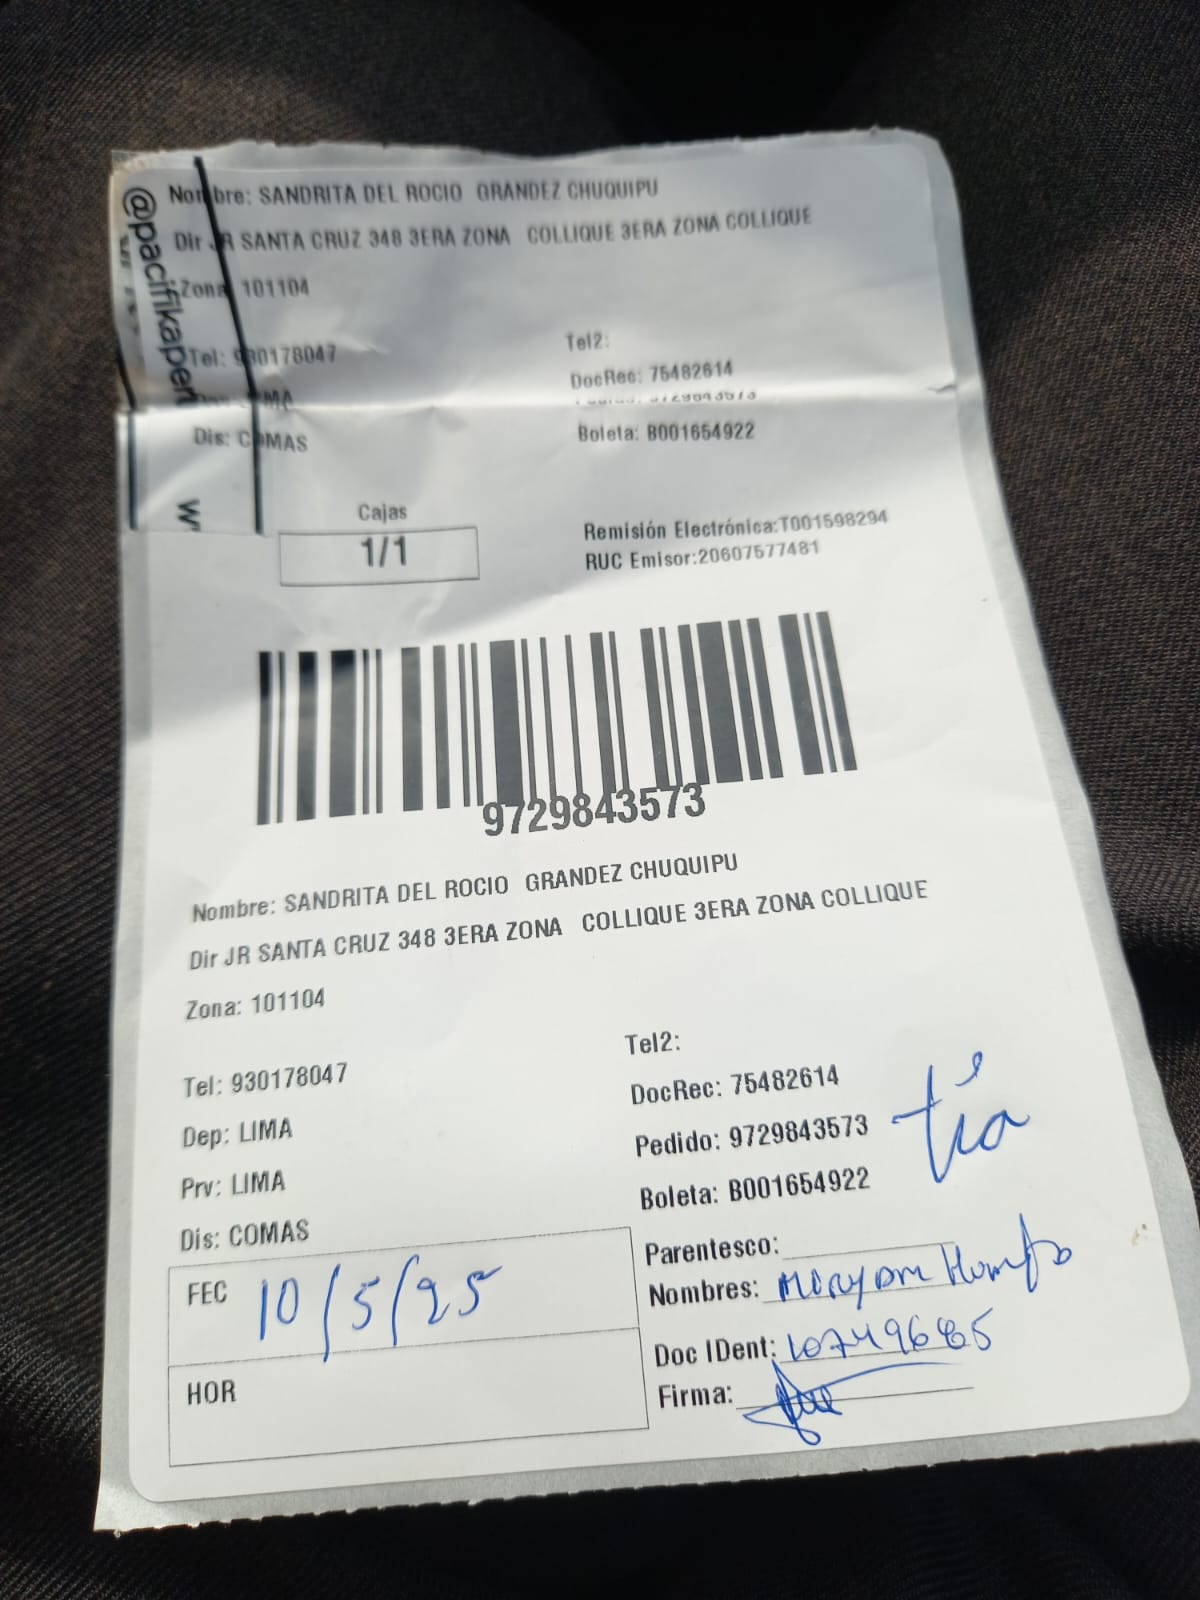 @pacifikaperu
Nombre: SANDRITA DEL ROCIO GRANDEZ CHUQUIPU
Dir JR SANTA CRUZ 348 3ERA ZONA COLLIQUE 3ERA ZONA COLLIQUE
Zona: 101104
Tel: 930178047
Tel2:
DocRec: 75482614
Dis: COMAS
Boleta: B001654922
Cajas
1/1
Remisión Electrónica:T001598294
RUC Emisor:20607577481
9729843573
Nombre: SANDRITA DEL ROCIO GRANDEZ CHUQUIPU
Dir JR SANTA CRUZ 348 3ERA ZONA COLLIQUE 3ERA ZONA COLLIQUE
Zona: 101104
Tel: 930178047
Tel2:
DocRec: 75482614
Dep: LIMA
Pedido: 9729843573
tía
Prv: LIMA
Boleta: B001654922
Dis: COMAS
Parentesco:
FEC 10/5/25
Nombres:
Doc IDent:
HOR
Firma: